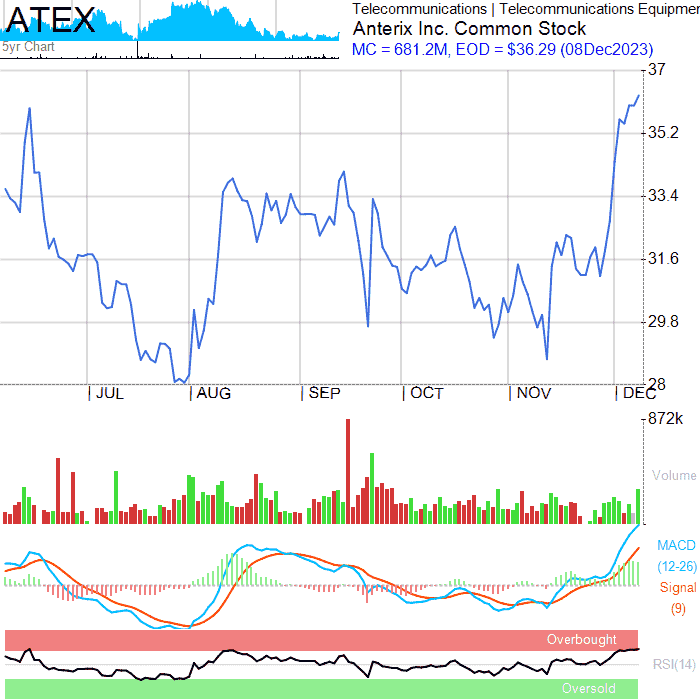 ATEX
5yr Chart
Telecommunications | Telecommunications Equipmen
Anterix Inc. Common Stock
MC = 681.2M, EOD = $36.29 (08Dec2023)
37
35.2
33.4
31.6
29.8
28
JUL
AUG
SEP
OCT
NOV
DEC
872k
Volume
MACD
(12-26)
Signal
(9)
Overbought
RSI(14)
Oversold